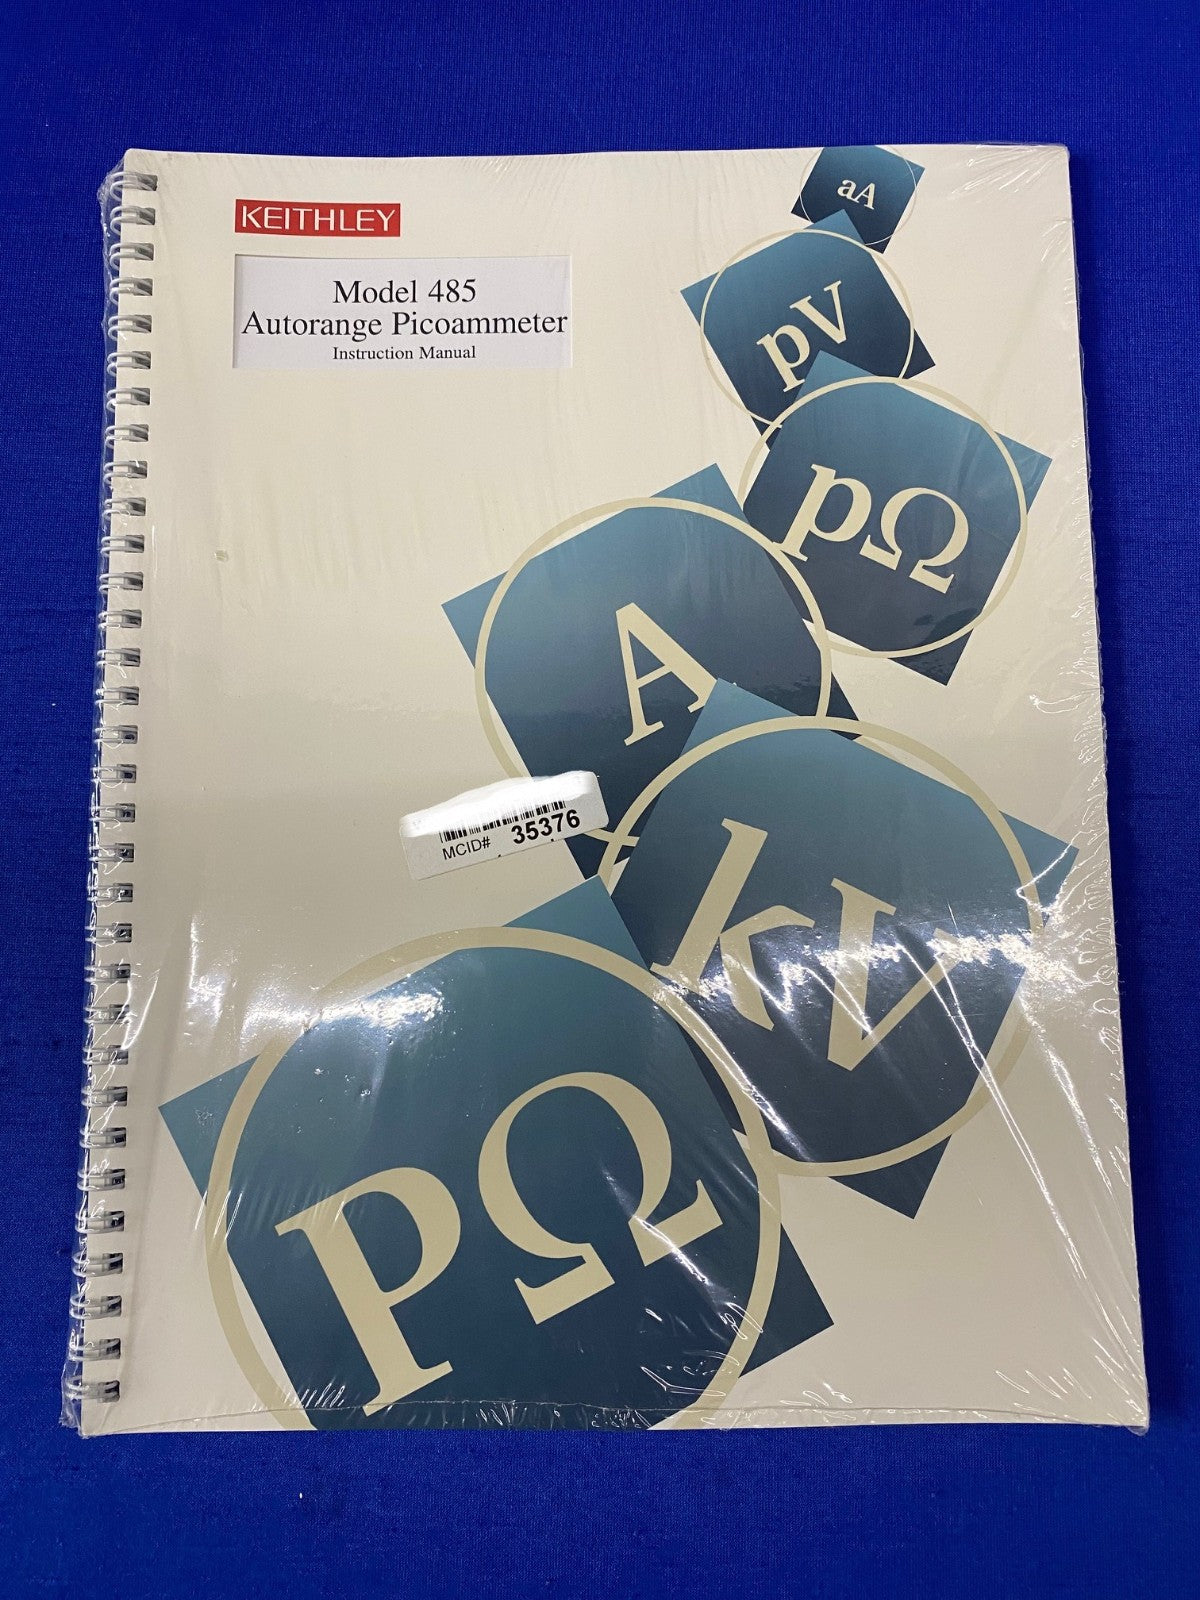 KEITHLEY
Model 485
Autorange Picoammeter
Instruction Manual
aA
pV
pΩ
A
kV
PΩ
MCID# 35376